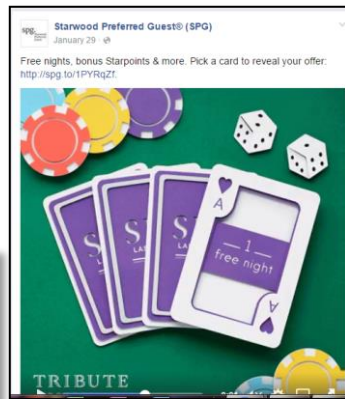 spg.
Starwood Preferred Guest® (SPG)
January 29
Free nights, bonus Starpoints & more. Pick a card to reveal your offer:
http://spg.to/1PYRqZf.
A
1
free night
A
TRIBUTE